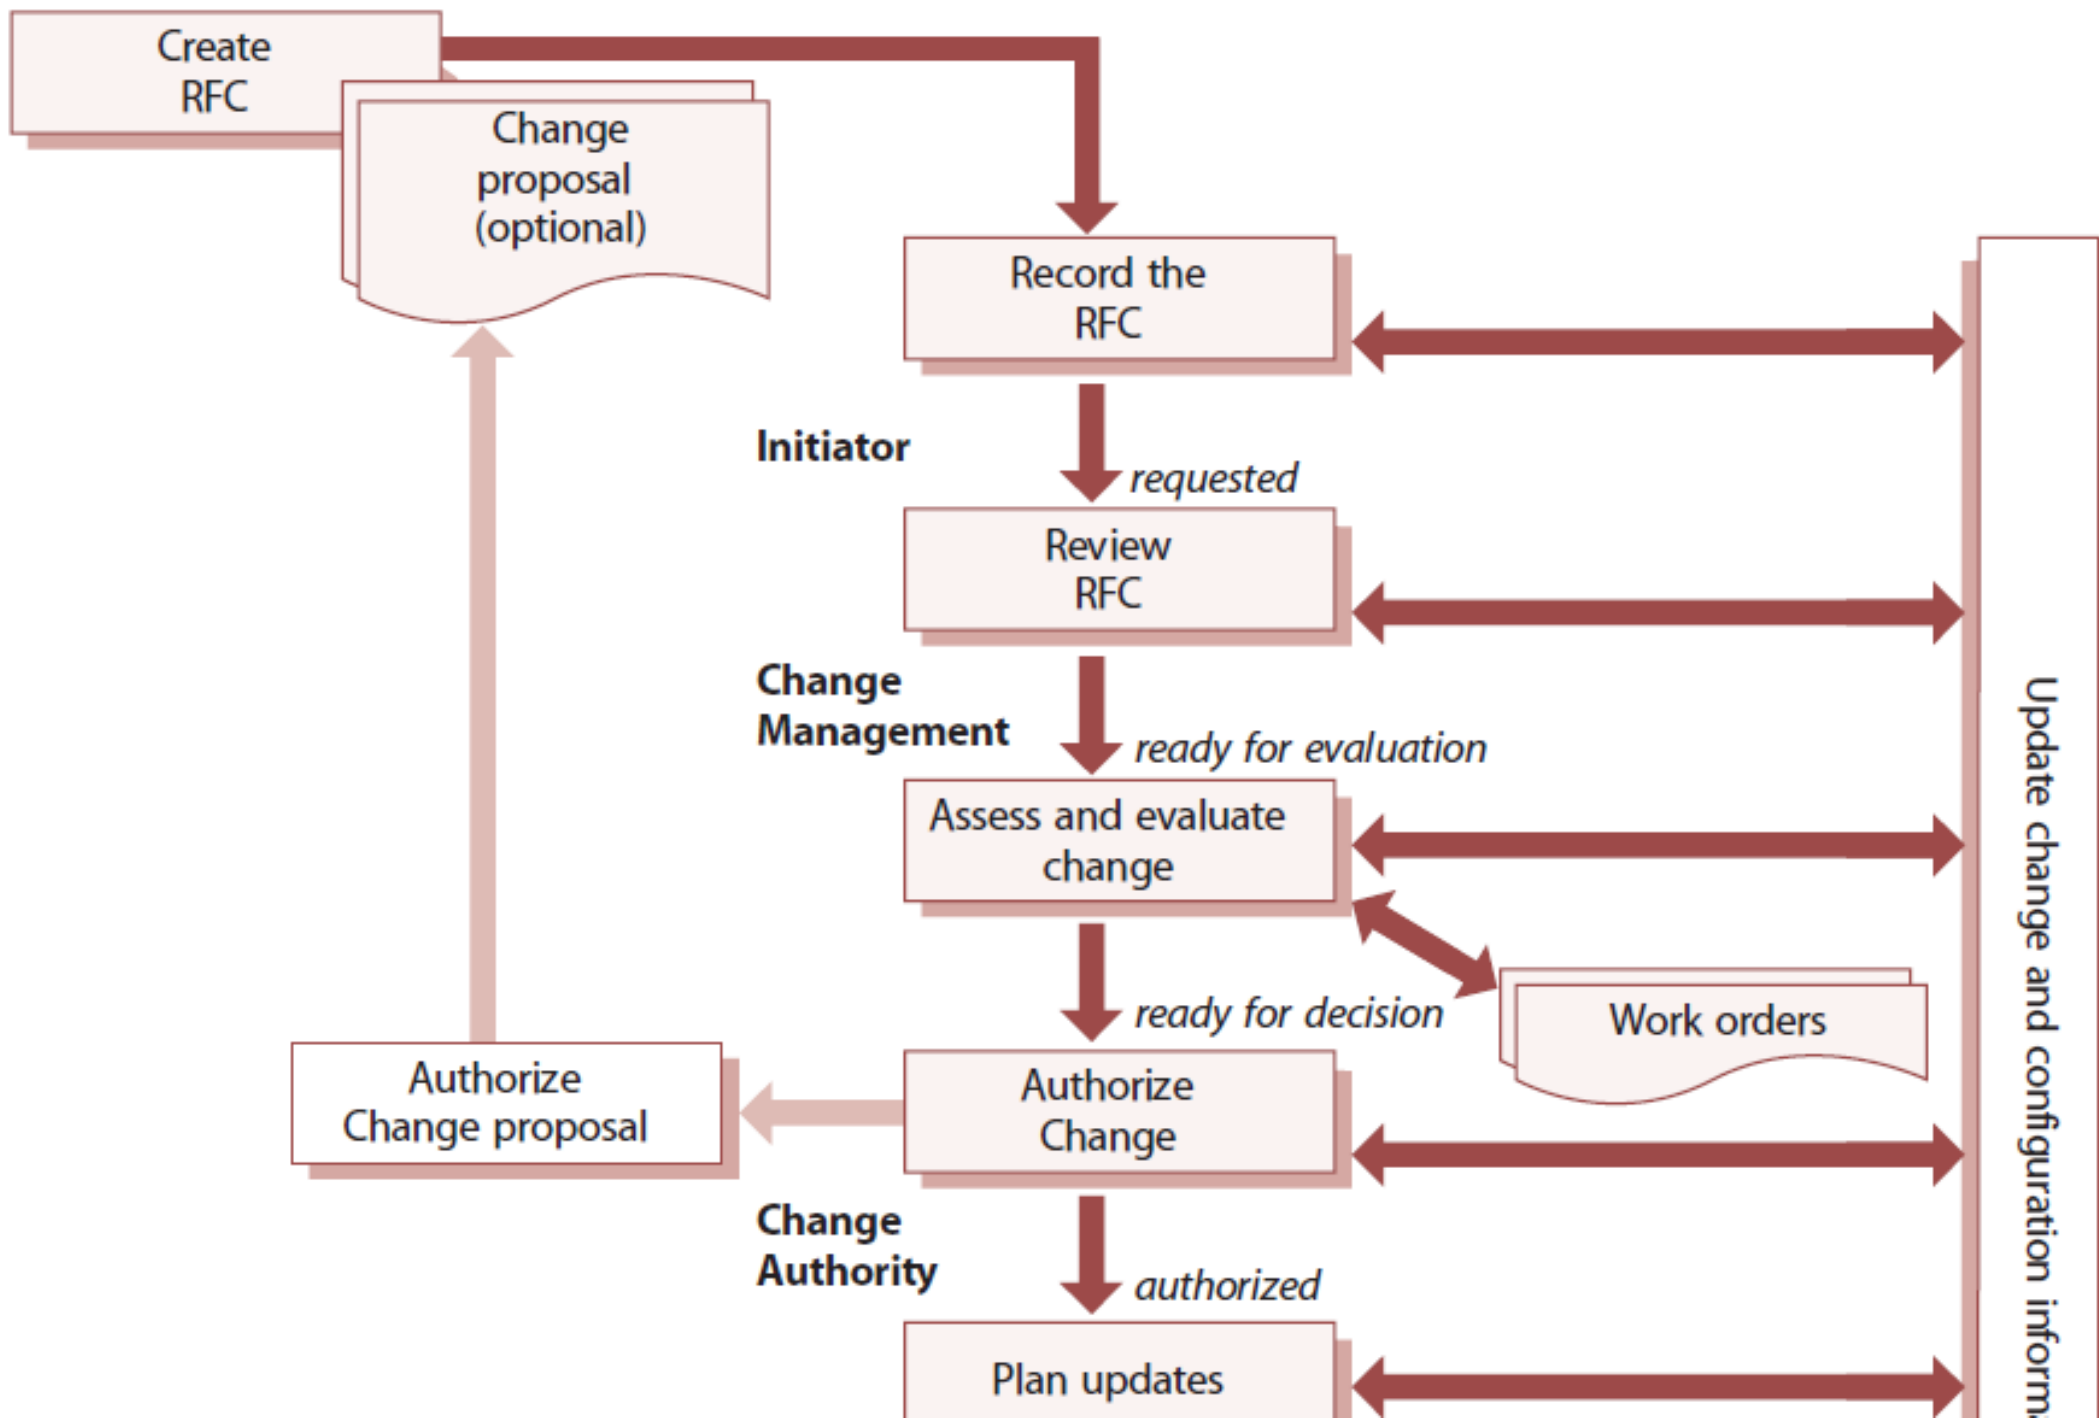 Create
RFC
Change
proposal
(optional)
Record the
RFC
Initiator
requested
Review
RFC
Change
Management
ready for evaluation
Assess and evaluate
change
ready for decision
Work orders
Authorize
Change proposal
Authorize
Change
Change
Authority
authorized
Plan updates
Update change and configuration